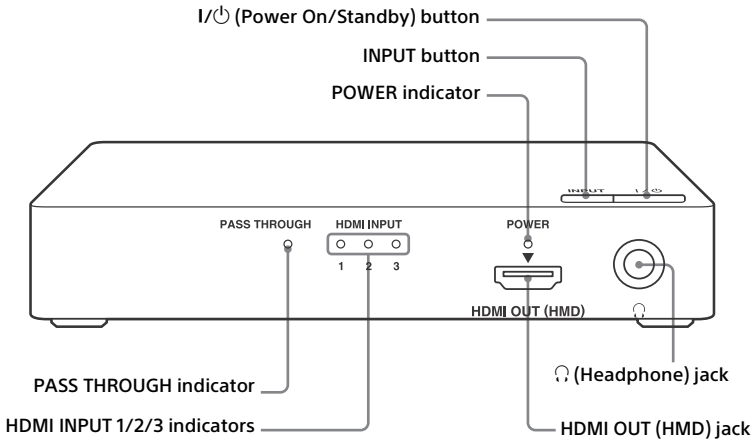 I/⏻ (Power On/Standby) button
INPUT button
POWER indicator
INPUT I/⏻
PASS THROUGH HDMI INPUT POWER
1 2 3
HDMI OUT (HMD)
PASS THROUGH indicator
(Headphone) jack
HDMI INPUT 1/2/3 indicators
HDMI OUT (HMD) jack